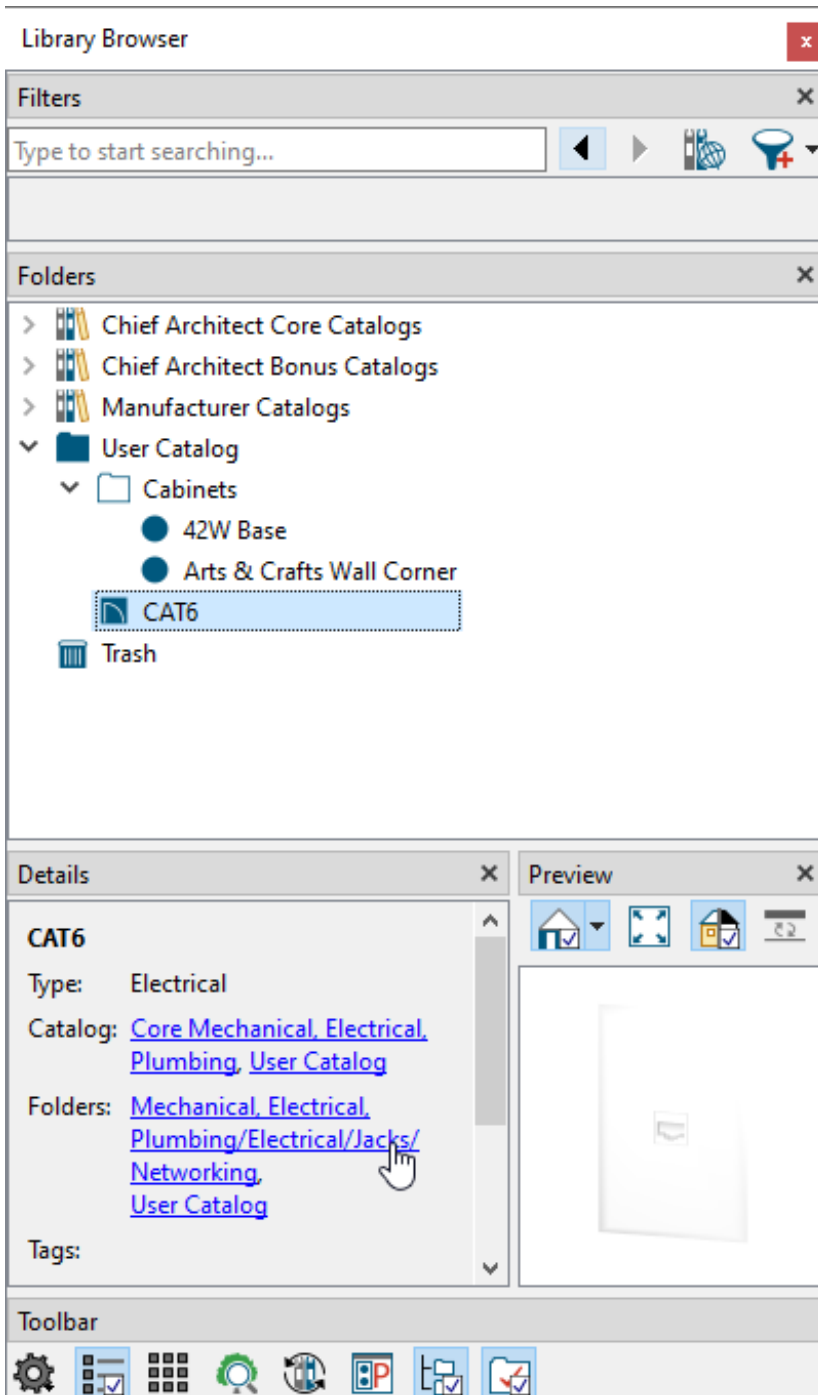 Library Browser
x
Filters
Type to start searching...
Folders
Chief Architect Core Catalogs
Chief Architect Bonus Catalogs
Manufacturer Catalogs
User Catalog
Cabinets
42W Base
Arts & Crafts Wall Corner
CAT6
Trash
Details
Preview
CAT6
Type: Electrical
Catalog: Core Mechanical, Electrical,
Plumbing, User Catalog
Folders: Mechanical, Electrical,
Plumbing/Electrical/Jacks/
Networking,
User Catalog
Tags:
Toolbar
P